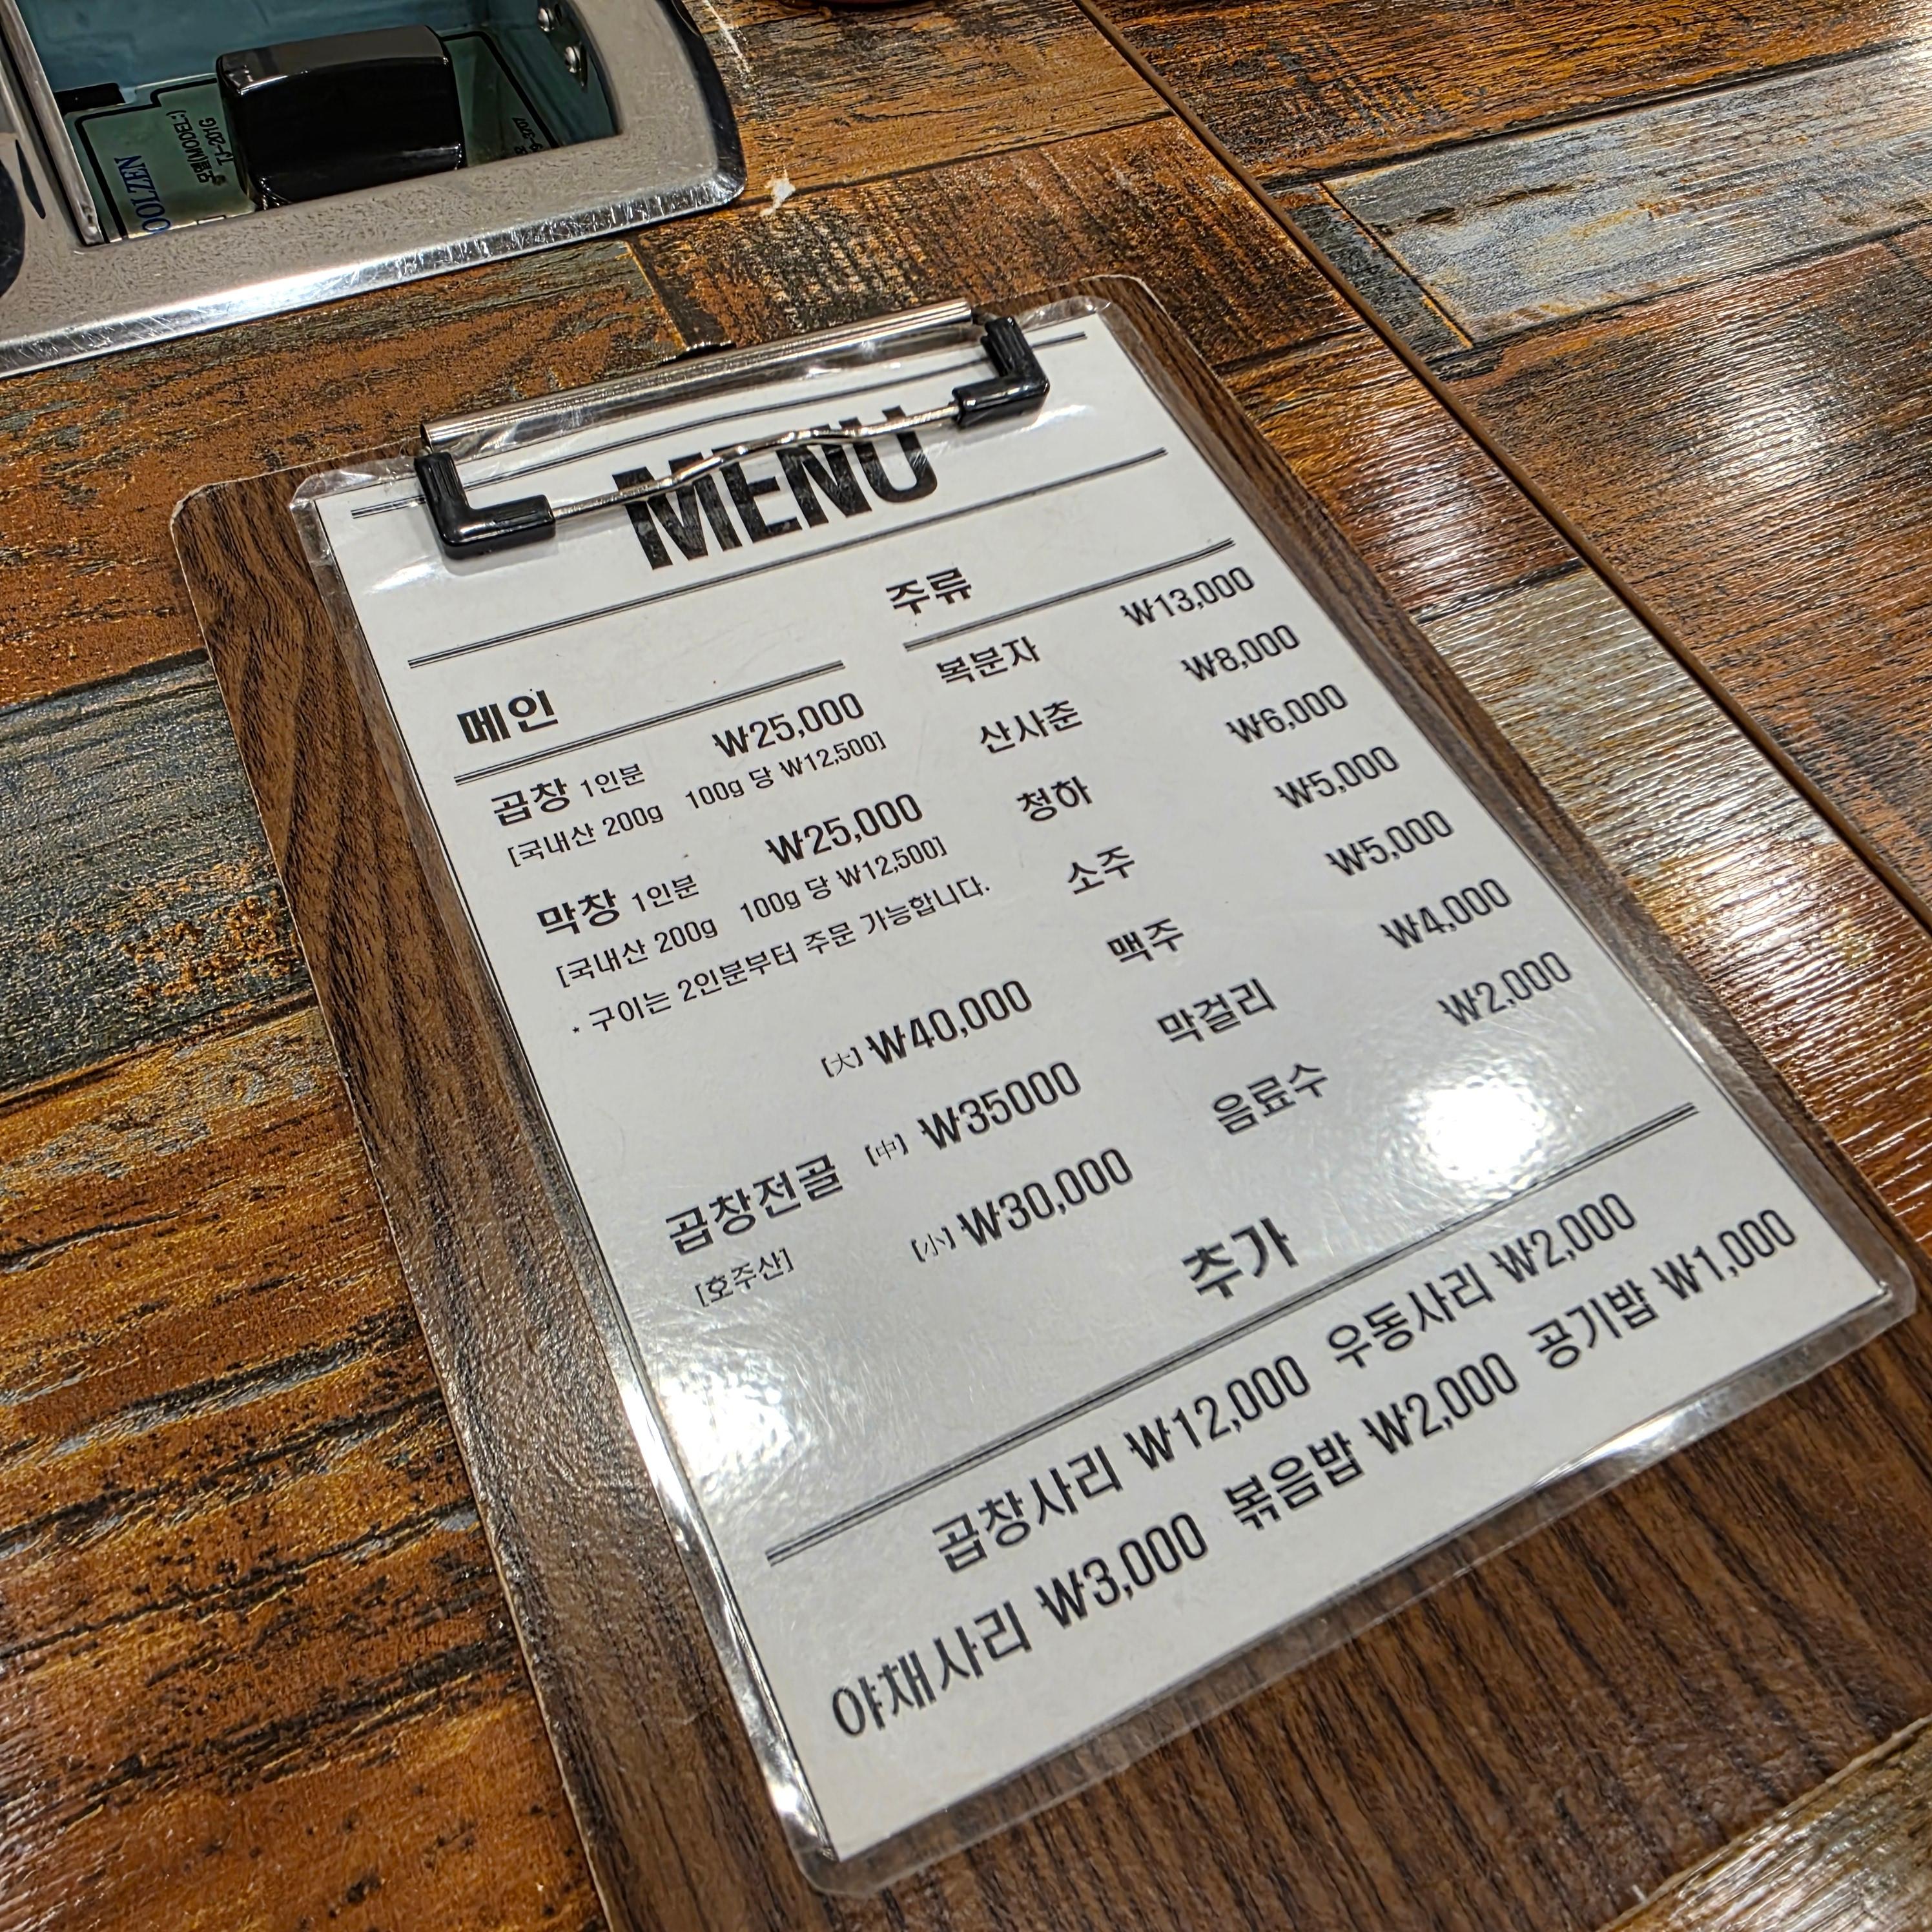 MENU
메인
곱창 1인분 ₩25,000
[국내산 200g 100g 당 ₩12,500]
막창 1인분 ₩25,000
[국내산 200g 100g 당 ₩12,500]
* 구이는 2인분부터 주문 가능합니다.
[大] ₩40,000
곱창전골 [中] ₩35000
[호주산] [小] ₩30,000
주류
복분자 ₩13,000
산사춘 ₩8,000
청하 ₩6,000
소주 ₩5,000
맥주 ₩5,000
막걸리 ₩4,000
음료수 ₩2,000
추가
곱창사리 ₩12,000 우동사리 ₩2,000
야채사리 ₩3,000 볶음밥 ₩2,000 공기밥 ₩1,000